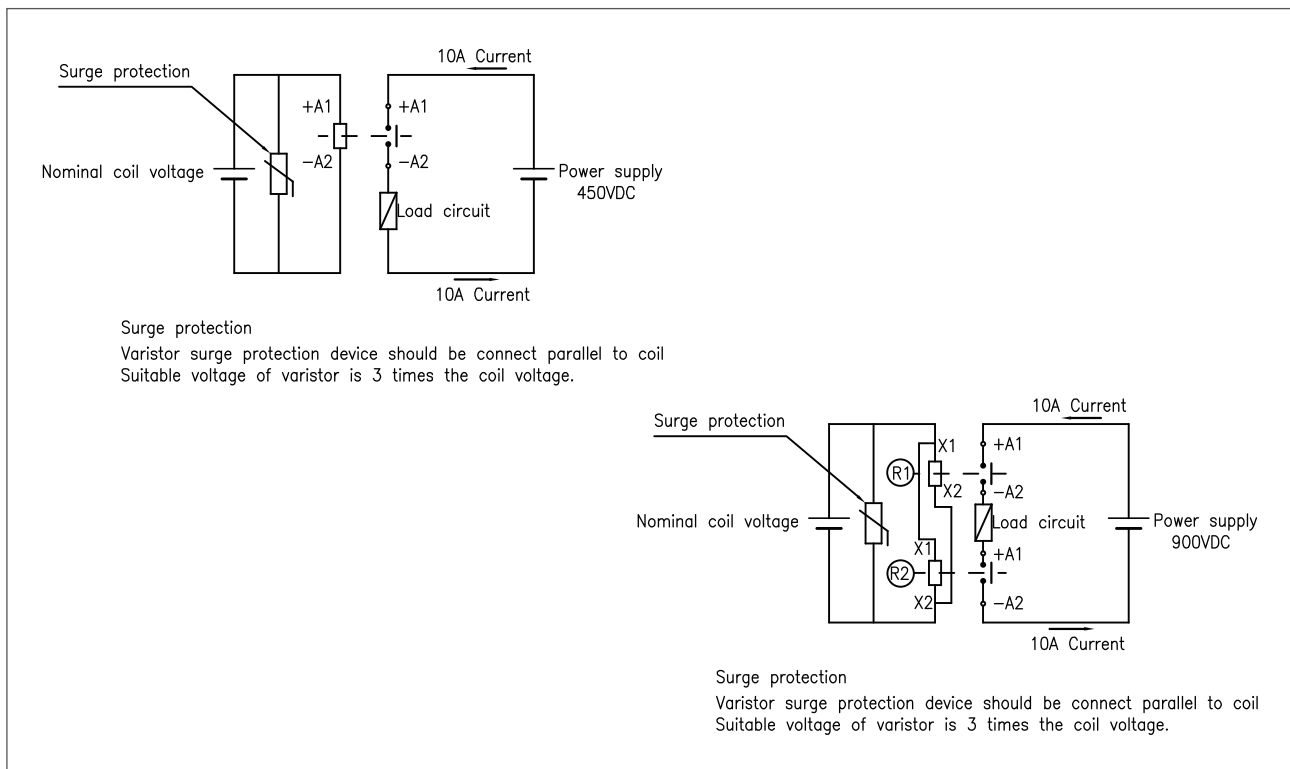 10A Current
Surge protection
+A1
+A1
-A2
-A2
Nominal coil voltage
Power supply
450VDC
Load circuit
10A Current
Surge protection
Varistor surge protection device should be connect parallel to coil
Suitable voltage of varistor is 3 times the coil voltage.
10A Current
Surge protection
X1
+A1
R1
X2
-A2
Nominal coil voltage
Load circuit
Power supply
900VDC
X1
+A1
R2
X2
-A2
10A Current
Surge protection
Varistor surge protection device should be connect parallel to coil
Suitable voltage of varistor is 3 times the coil voltage.